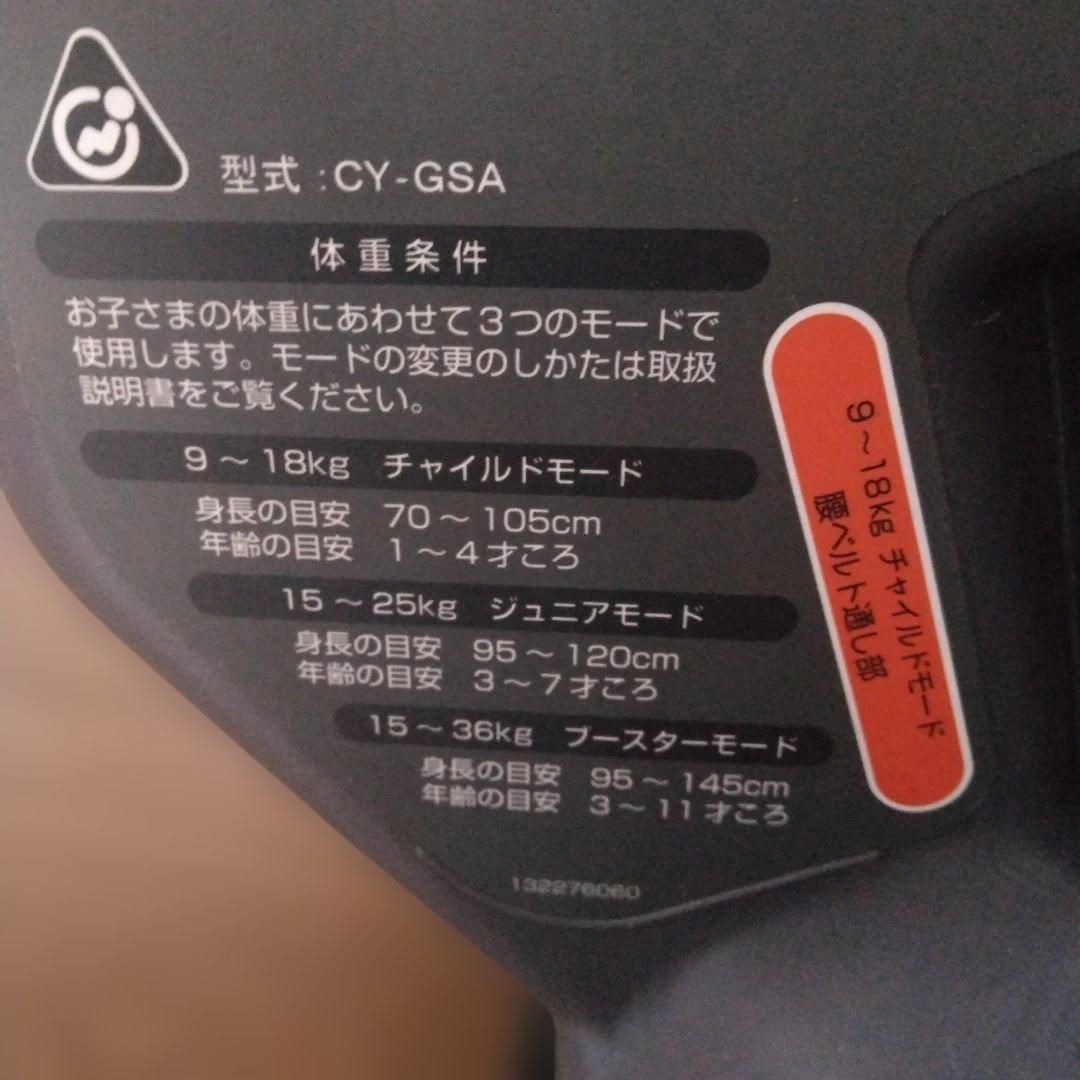 型式:CY-GSA
体重条件
お子さまの体重にあわせて3つのモードで
使用します。モードの変更のしかたは取扱
説明書をご覧ください。
9～18kg チャイルドモード
身長の目安 70～105cm
年齢の目安 1～4才ころ
15～25kg ジュニアモード
身長の目安 95～120cm
年齢の目安 3～7才ころ
15～36kg ブースターモード
身長の目安 95～145cm
年齢の目安 3～11才ころ
132276060
9～18kg チャイルドモード
腰ベルト通し部